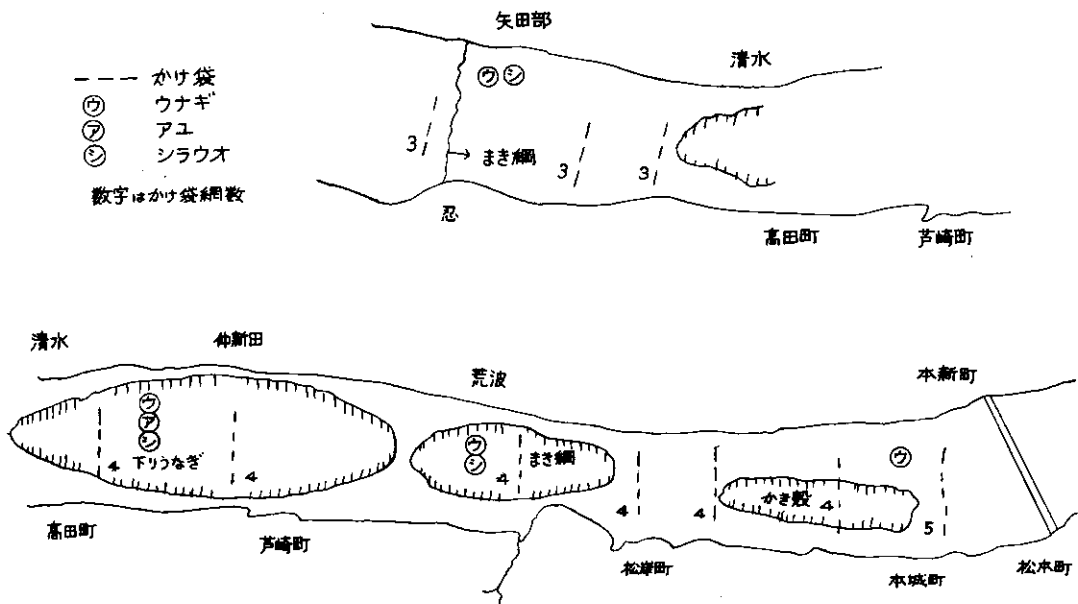 --- かけ袋
ウ ウナギ
ア アユ
シ シラウオ
数字はかけ袋網数
矢田部
清水
ウ シ
3
まき網
3
3
忍
高田町
芦崎町
清水
仲新田
荒波
本新町
ウ
ア
シ
4
下りうなぎ
4
ウ
シ
4
まき網
4
4
かき殻
4
ウ
5
高田町
芦崎町
松岸町
本城町
松本町